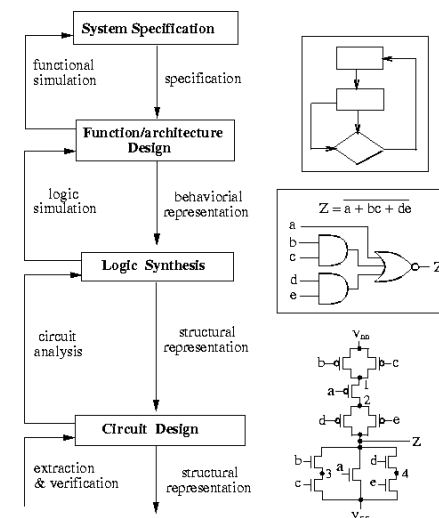 System Specification
functional
simulation
specification
Function/architecture
Design
logic
simulation
behaviorial
representation
Logic Synthesis
circuit
analysis
structural
representation
Circuit Design
extraction
& verification
structural
representation
Z = a + bc + de
a
b
c
d
e
Z
V_DD
b
c
a
1
2
d
e
Z
b
3
c
a
d
4
e